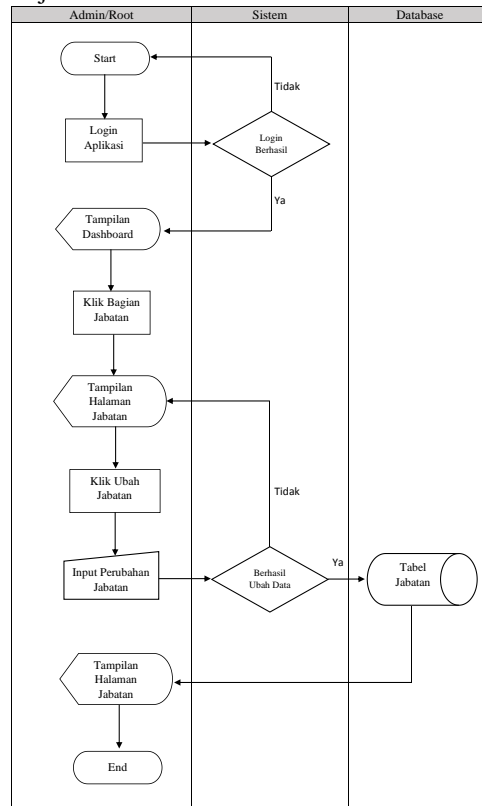 Admin/Root
Sistem
Database
Start
Tidak
Login
Aplikasi
Login
Berhasil
Ya
Tampilan
Dashboard
Klik Bagian
Jabatan
Tampilan
Halaman
Jabatan
Klik Ubah
Jabatan
Tidak
Input Perubahan
Jabatan
Berhasil
Ubah Data
Ya
Tabel
Jabatan
Tampilan
Halaman
Jabatan
End